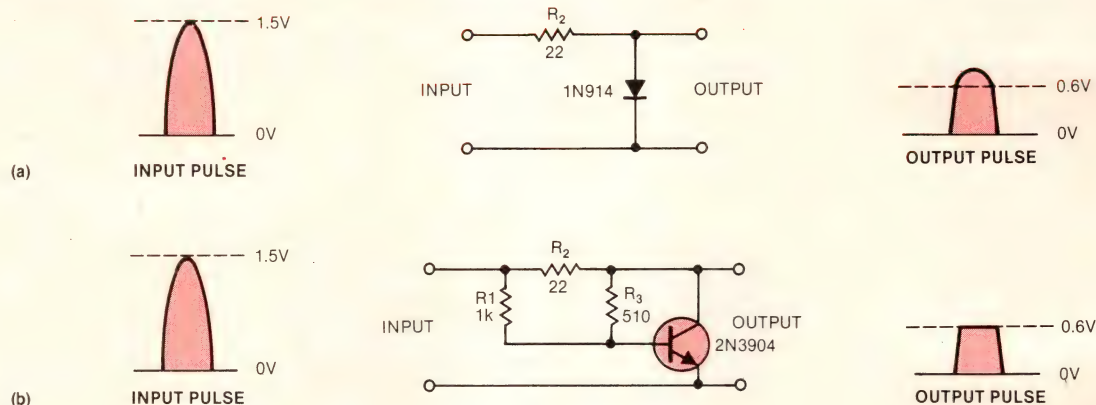 1.5V
0V
INPUT PULSE
(a)
R2
22
INPUT
1N914
OUTPUT
0.6V
0V
OUTPUT PULSE
1.5V
0V
INPUT PULSE
(b)
R2
22
R1
1k
R3
510
INPUT
OUTPUT
2N3904
0.6V
0V
OUTPUT PULSE